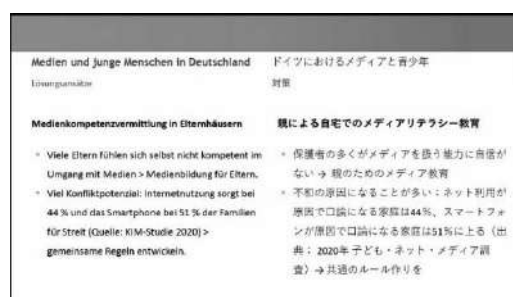 Medien und junge Menschen in Deutschland
Lösungsansätze
Medienkompetenzvermittlung in Elternhäusern
◦ Viele Eltern fühlen sich selbst nicht kompetent im
Umgang mit Medien > Medienbildung für Eltern.
◦ Viel Konfliktpotenzial: Internetnutzung sorgt bei
44 % und das Smartphone bei 51 % der Familien
für Streit (Quelle: KIM-Studie 2020) >
gemeinsame Regeln entwickeln.
ドイツにおけるメディアと青少年
対策
親による自宅でのメディアリテラシー教育
◦ 保護者の多くがメディアを扱う能力に自信が
ない → 親のためのメディア教育
◦ 不和の原因になることが多い:ネット利用が
原因で口論になる家庭は44%、スマートフォ
ンが原因で口論になる家庭は51%に上る(出
典: 2020年 子ども・ネット・メディア調
査)→ 共通のルール作りを